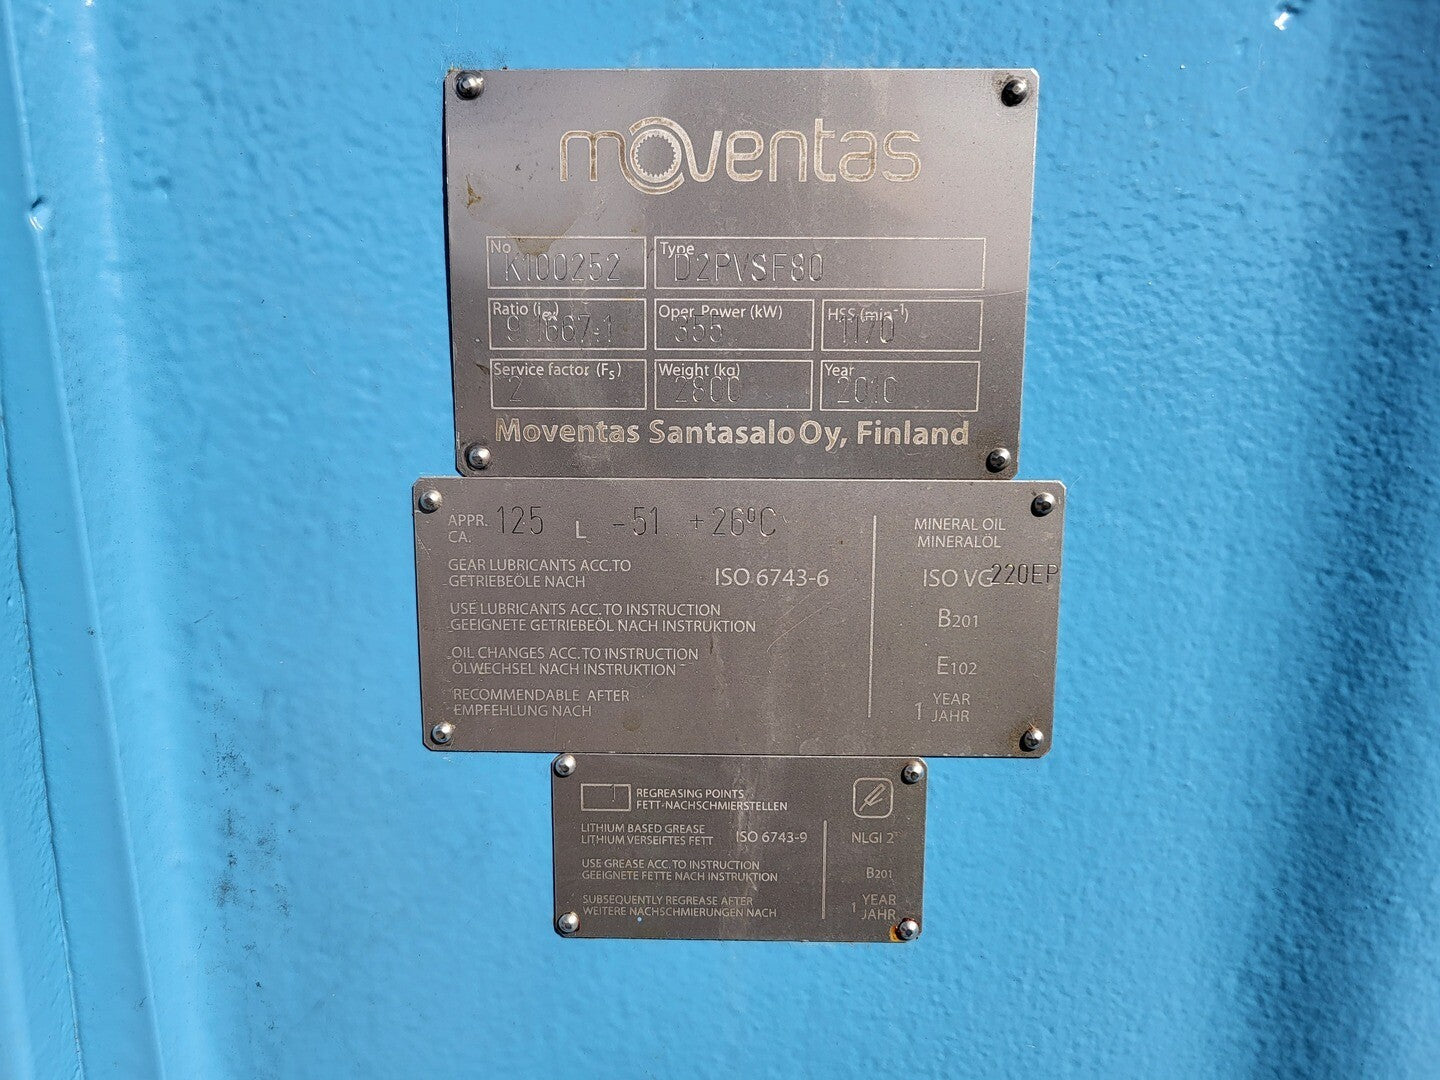 moventas
No K100252 Type D2PVSF80
Ratio (iex) 9.1667:1 Oper. Power (kW) 355 HSS (min-1) 1170
Service factor (Fs) 2 Weight (kg) 2800 Year 2010
Moventas Santasalo Oy, Finland
APPR. CA. 125 L -51 +26°C
MINERAL OIL
MINERALÖL
GEAR LUBRICANTS ACC.TO
GETRIEBEÖLE NACH ISO 6743-6 ISO VG 220EP
USE LUBRICANTS ACC.TO INSTRUCTION
GEEIGNETE GETRIEBEÖL NACH INSTRUKTION B201
OIL CHANGES ACC.TO INSTRUCTION
ÖLWECHSEL NACH INSTRUKTION E102
RECOMMENDABLE AFTER
EMPFEHLUNG NACH 1 YEAR JAHR
REGREASING POINTS
FETT-NACHSCHMIERSTELLEN
LITHIUM BASED GREASE
LITHIUM VERSEIFTES FETT ISO 6743-9 NLGI 2
USE GREASE ACC.TO INSTRUCTION
GEEIGNETE FETTE NACH INSTRUKTION B201
SUBSEQUENTLY REGREASE AFTER
WEITERE NACHSCHMIERUNGEN NACH 1 YEAR JAHR